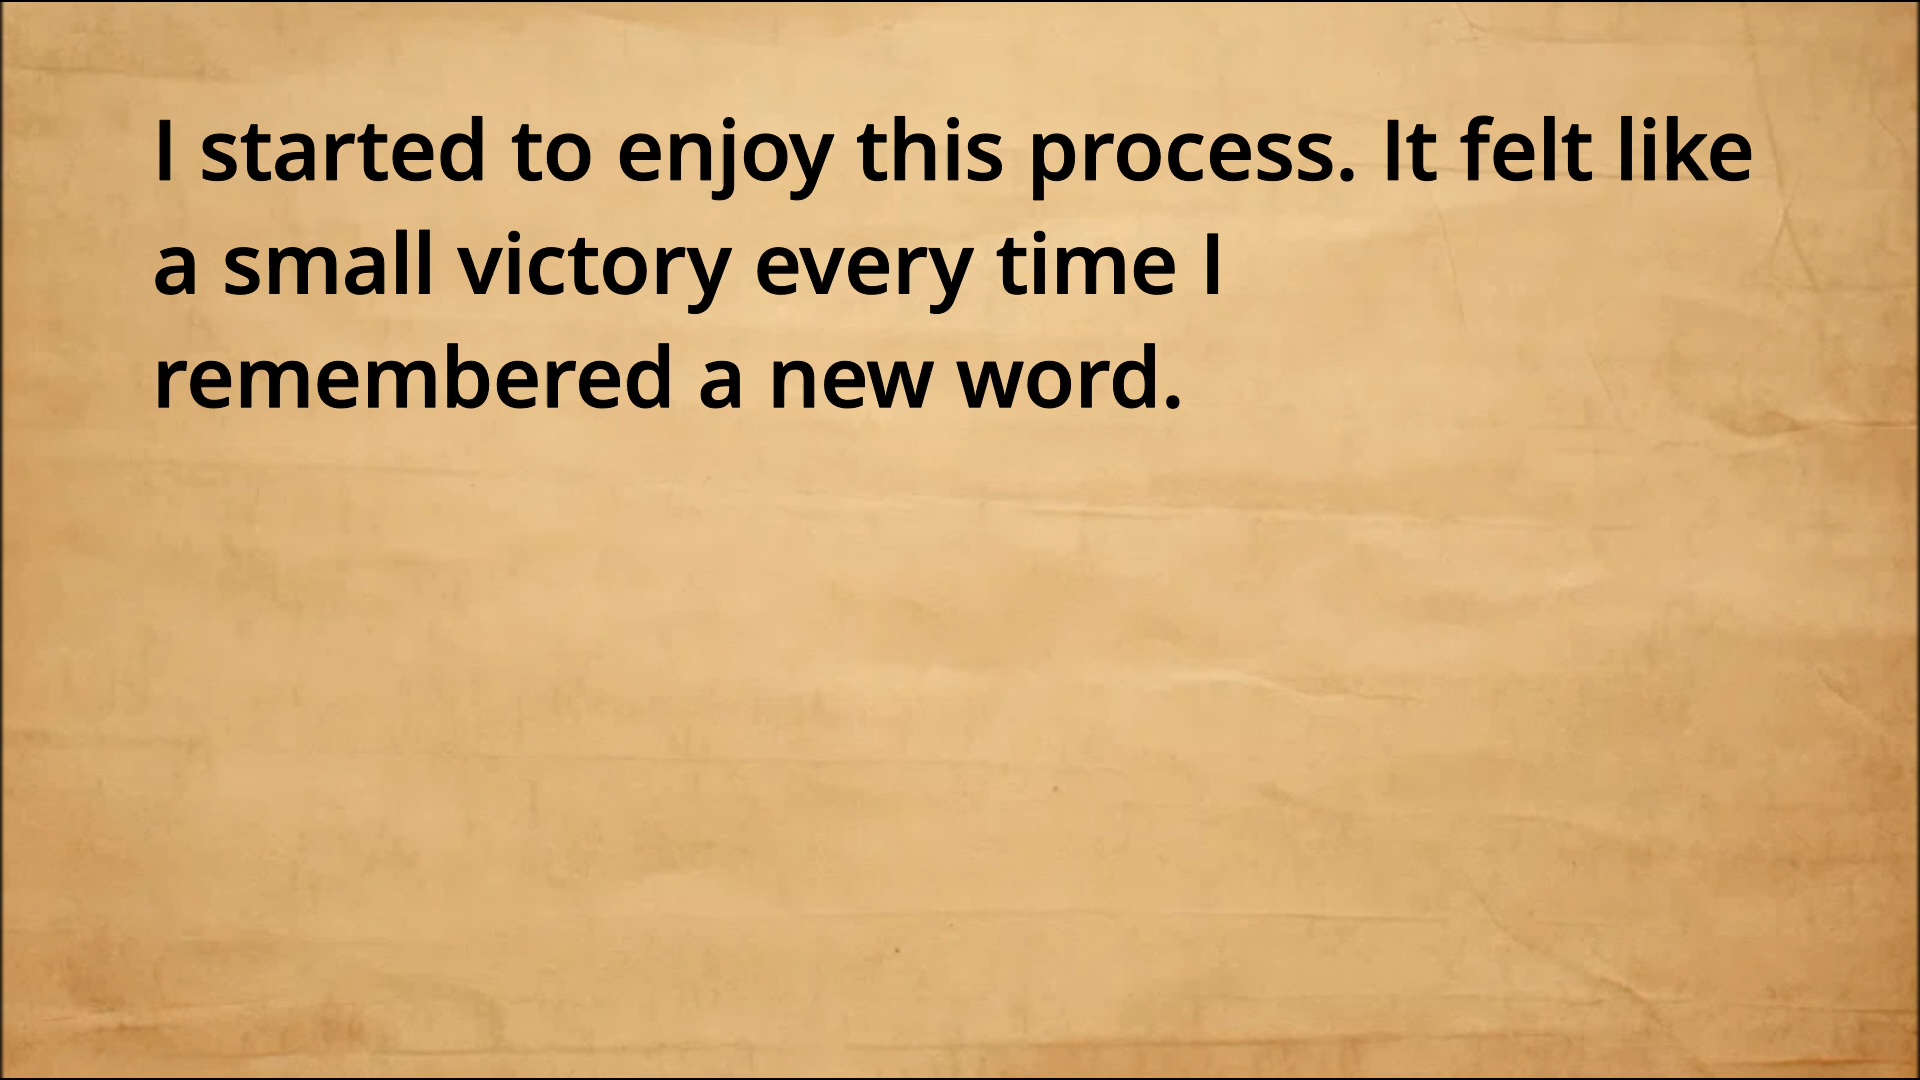 I started to enjoy this process. It felt like
a small victory every time I
remembered a new word.